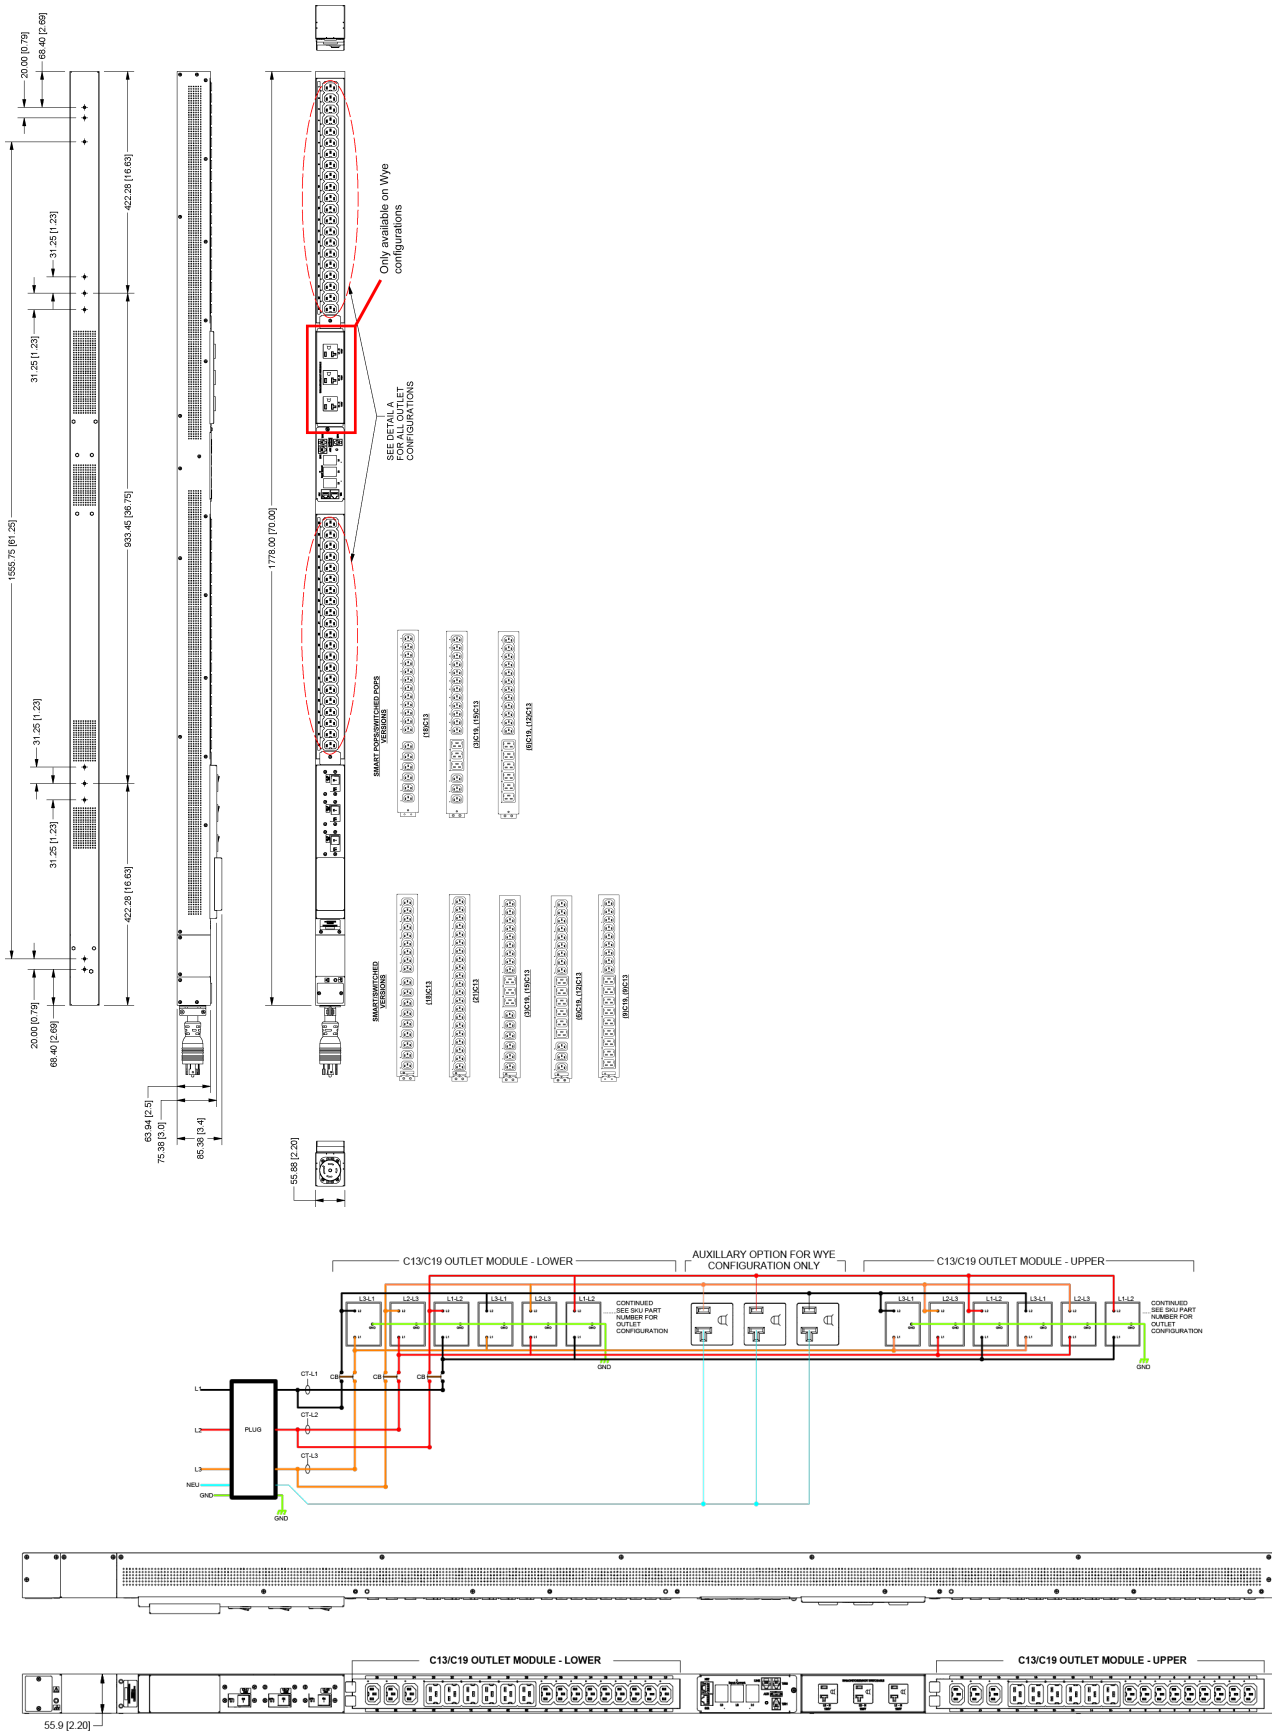 20.00 [0.79]
68.40 [2.69]
422.28 [16.63]
31.25 [1.23]
31.25 [1.23]
1555.75 [61.25]
933.45 [36.75]
31.25 [1.23]
31.25 [1.23]
422.28 [16.63]
20.00 [0.79]
68.40 [2.69]
63.94 [2.5]
75.38 [3.0]
85.38 [3.4]
1778.00 [70.00]
55.88 [2.20]
Only available on Wye
configurations
SEE DETAIL A
FOR ALL OUTLET
CONFIGURATIONS
SMART POPS/SWITCHED POPS
VERSIONS
(18)C13
(3)C19, (15)C13
(6)C19, (12)C13
SMART/SWITCHED
VERSIONS
(18)C13
(21)C13
(3)C19, (15)C13
(6)C19, (12)C13
(9)C19, (9)C13
C13/C19 OUTLET MODULE - LOWER
AUXILLARY OPTION FOR WYE
CONFIGURATION ONLY
C13/C19 OUTLET MODULE - UPPER
L3-L1
L2-L3
L1-L2
L3-L1
L2-L3
L1-L2
CONTINUED
SEE SKU PART
NUMBER FOR
OUTLET
CONFIGURATION
GND
L3-L1
L2-L3
L1-L2
L3-L1
L2-L3
L1-L2
CONTINUED
SEE SKU PART
NUMBER FOR
OUTLET
CONFIGURATION
GND
CB
CB
CB
CT-L1
CT-L2
CT-L3
L1
L2
L3
NEU
GND
PLUG
GND
C13/C19 OUTLET MODULE - LOWER
C13/C19 OUTLET MODULE - UPPER
55.9 [2.20]